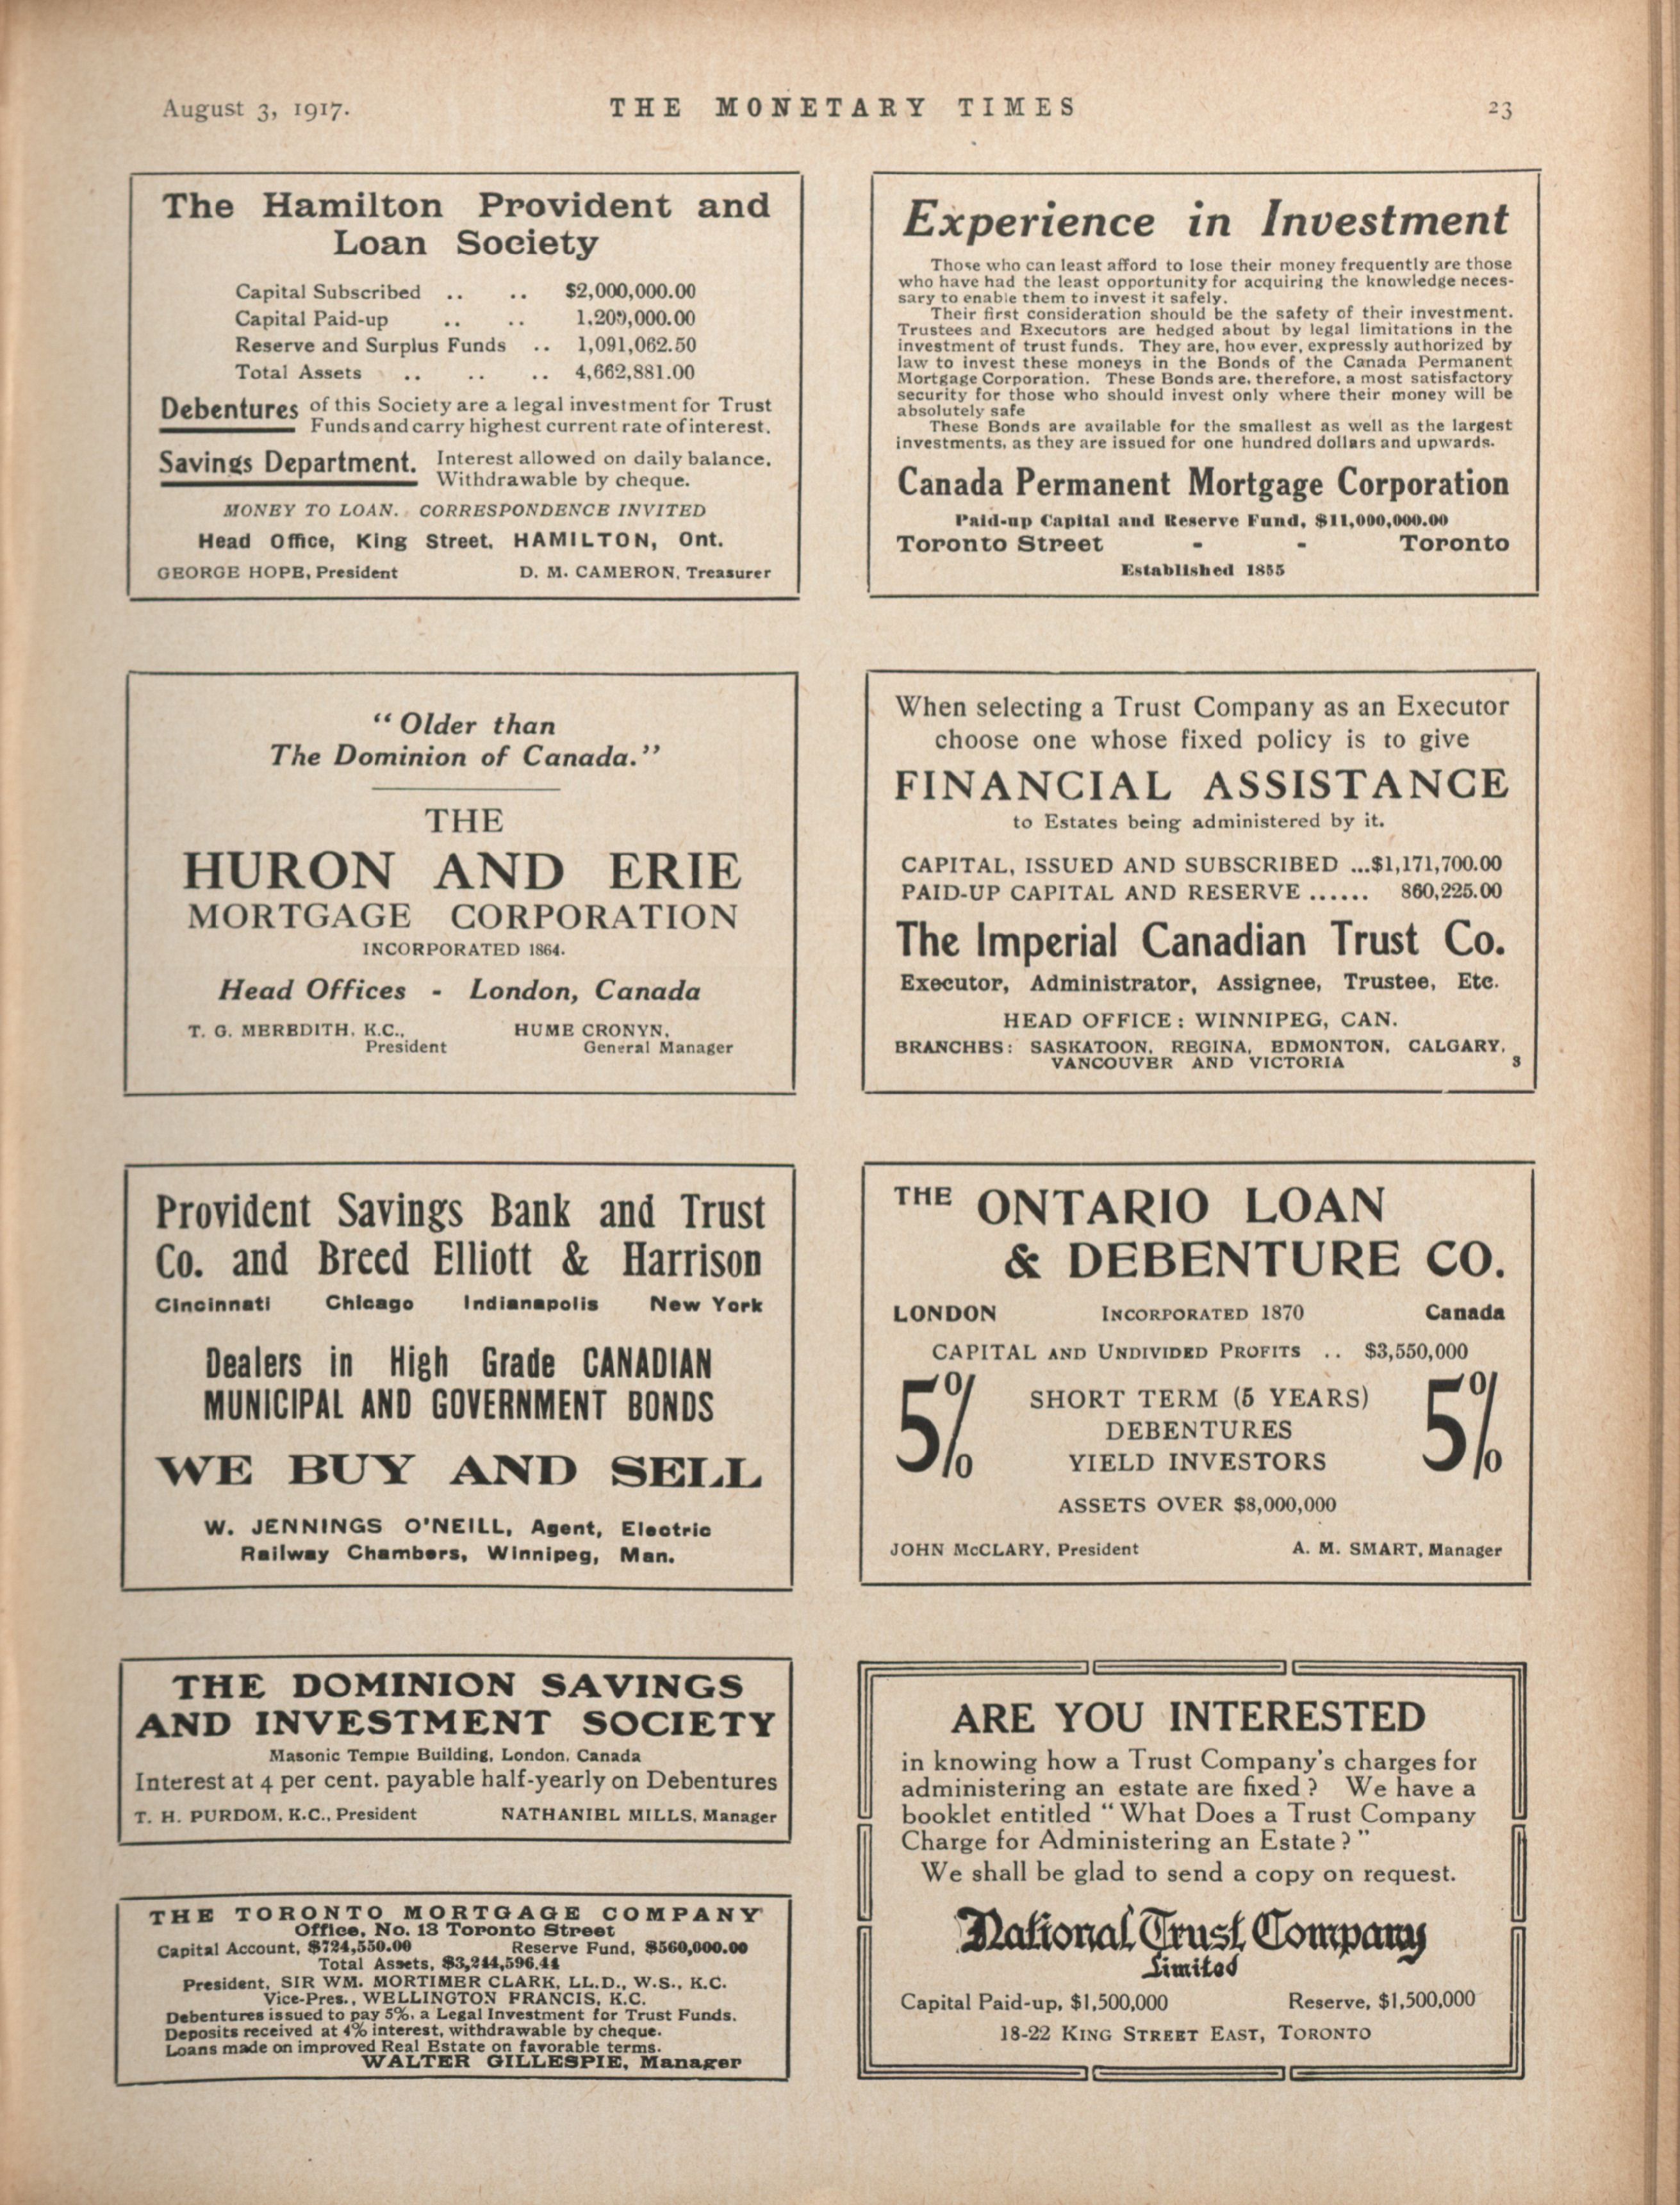 August 3, 1917.
THE MONETARY TIMES
23
The Hamilton Provident and
Loan Society
Capital Subscribed .. .. $2,000,000.00
Capital Paid-up .. .. 1,200,000.00
Reserve and Surplus Funds .. 1,091,062.50
Total Assets .. .. .. 4,662,881.00
Debentures of this Society are a legal investment for Trust
Funds and carry highest current rate of interest.
Savings Department. Interest allowed on daily balance.
Withdrawable by cheque.
MONEY TO LOAN. CORRESPONDENCE INVITED
Head Office, King Street, HAMILTON, Ont.
GEORGE HOPE, President D. M. CAMERON, Treasurer
Experience in Investment
Those who can least afford to lose their money frequently are those
who have had the least opportunity for acquiring the knowledge neces-
sary to enable them to invest it safely.
Their first consideration should be the safety of their investment.
Trustees and Executors are hedged about by legal limitations in the
investment of trust funds. They are, how ever, expressly authorized by
law to invest these moneys in the Bonds of the Canada Permanent
Mortgage Corporation. These Bonds are, therefore, a most satisfactory
security for those who should invest only where their money will be
absolutely safe
These Bonds are available for the smallest as well as the largest
investments, as they are issued for one hundred dollars and upwards.
Canada Permanent Mortgage Corporation
Paid-up Capital and Reserve Fund, $11,000,000.00
Toronto Street - - Toronto
Established 1855
"Older than
The Dominion of Canada."
THE
HURON AND ERIE
MORTGAGE CORPORATION
INCORPORATED 1864.
Head Offices - London, Canada
T. G. MEREDITH, K.C., HUME CRONYN,
President General Manager
When selecting a Trust Company as an Executor
choose one whose fixed policy is to give
FINANCIAL ASSISTANCE
to Estates being administered by it.
CAPITAL, ISSUED AND SUBSCRIBED ...$1,171,700.00
PAID-UP CAPITAL AND RESERVE ...... 860,225.00
The Imperial Canadian Trust Co.
Executor, Administrator, Assignee, Trustee, Etc.
HEAD OFFICE: WINNIPEG, CAN.
BRANCHES: SASKATOON, REGINA, EDMONTON, CALGARY,
VANCOUVER AND VICTORIA 3
Provident Savings Bank and Trust
Co. and Breed Elliott & Harrison
Cincinnati Chicago Indianapolis New York
Dealers in High Grade CANADIAN
MUNICIPAL AND GOVERNMENT BONDS
WE BUY AND SELL
W. JENNINGS O'NEILL, Agent, Electric
Railway Chambers, Winnipeg, Man.
THE ONTARIO LOAN
& DEBENTURE CO.
LONDON INCORPORATED 1870 Canada
CAPITAL AND UNDIVIDED PROFITS .. $3,550,000
5% SHORT TERM (5 YEARS) 5%
DEBENTURES
YIELD INVESTORS
ASSETS OVER $8,000,000
JOHN McCLARY, President A. M. SMART, Manager
THE DOMINION SAVINGS
AND INVESTMENT SOCIETY
Masonic Temple Building, London, Canada
Interest at 4 per cent. payable half-yearly on Debentures
T. H. PURDOM, K.C., President NATHANIEL MILLS, Manager
THE TORONTO MORTGAGE COMPANY
Office, No. 13 Toronto Street
Capital Account, $724,550.00 Reserve Fund, $560,000.00
Total Assets, $3,244,596.44
President, SIR WM. MORTIMER CLARK, LL.D., W.S., K.C.
Vice-Pres., WELLINGTON FRANCIS, K.C.
Debentures issued to pay 5%, a Legal Investment for Trust Funds.
Deposits received at 4% interest, withdrawable by cheque.
Loans made on improved Real Estate on favorable terms.
WALTER GILLESPIE, Manager
ARE YOU INTERESTED
in knowing how a Trust Company's charges for
administering an estate are fixed? We have a
booklet entitled "What Does a Trust Company
Charge for Administering an Estate?"
We shall be glad to send a copy on request.
National Trust Company
Limited
Capital Paid-up, $1,500,000 Reserve, $1,500,000
18-22 KING STREET EAST, TORONTO